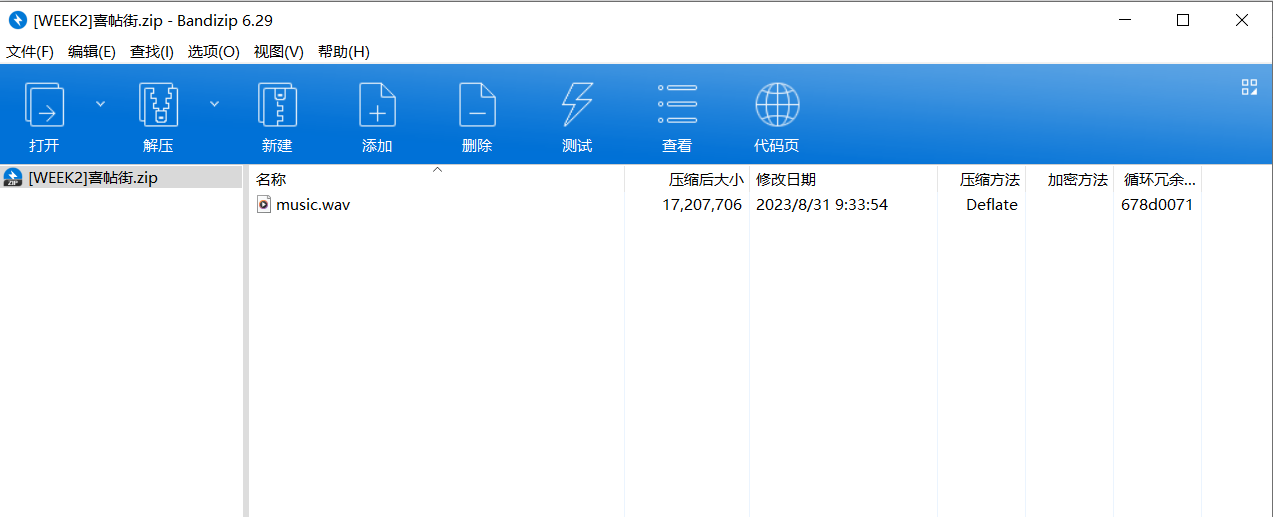 [WEEK2]喜帖街.zip - Bandizip 6.29
文件(F) 编辑(E) 查找(I) 选项(O) 视图(V) 帮助(H)
打开 解压 新建 添加 删除 测试 查看 代码页
ZIP [WEEK2]喜帖街.zip
名称 压缩后大小 修改日期 压缩方法 加密方法 循环冗余...
music.wav 17,207,706 2023/8/31 9:33:54 Deflate 678d0071